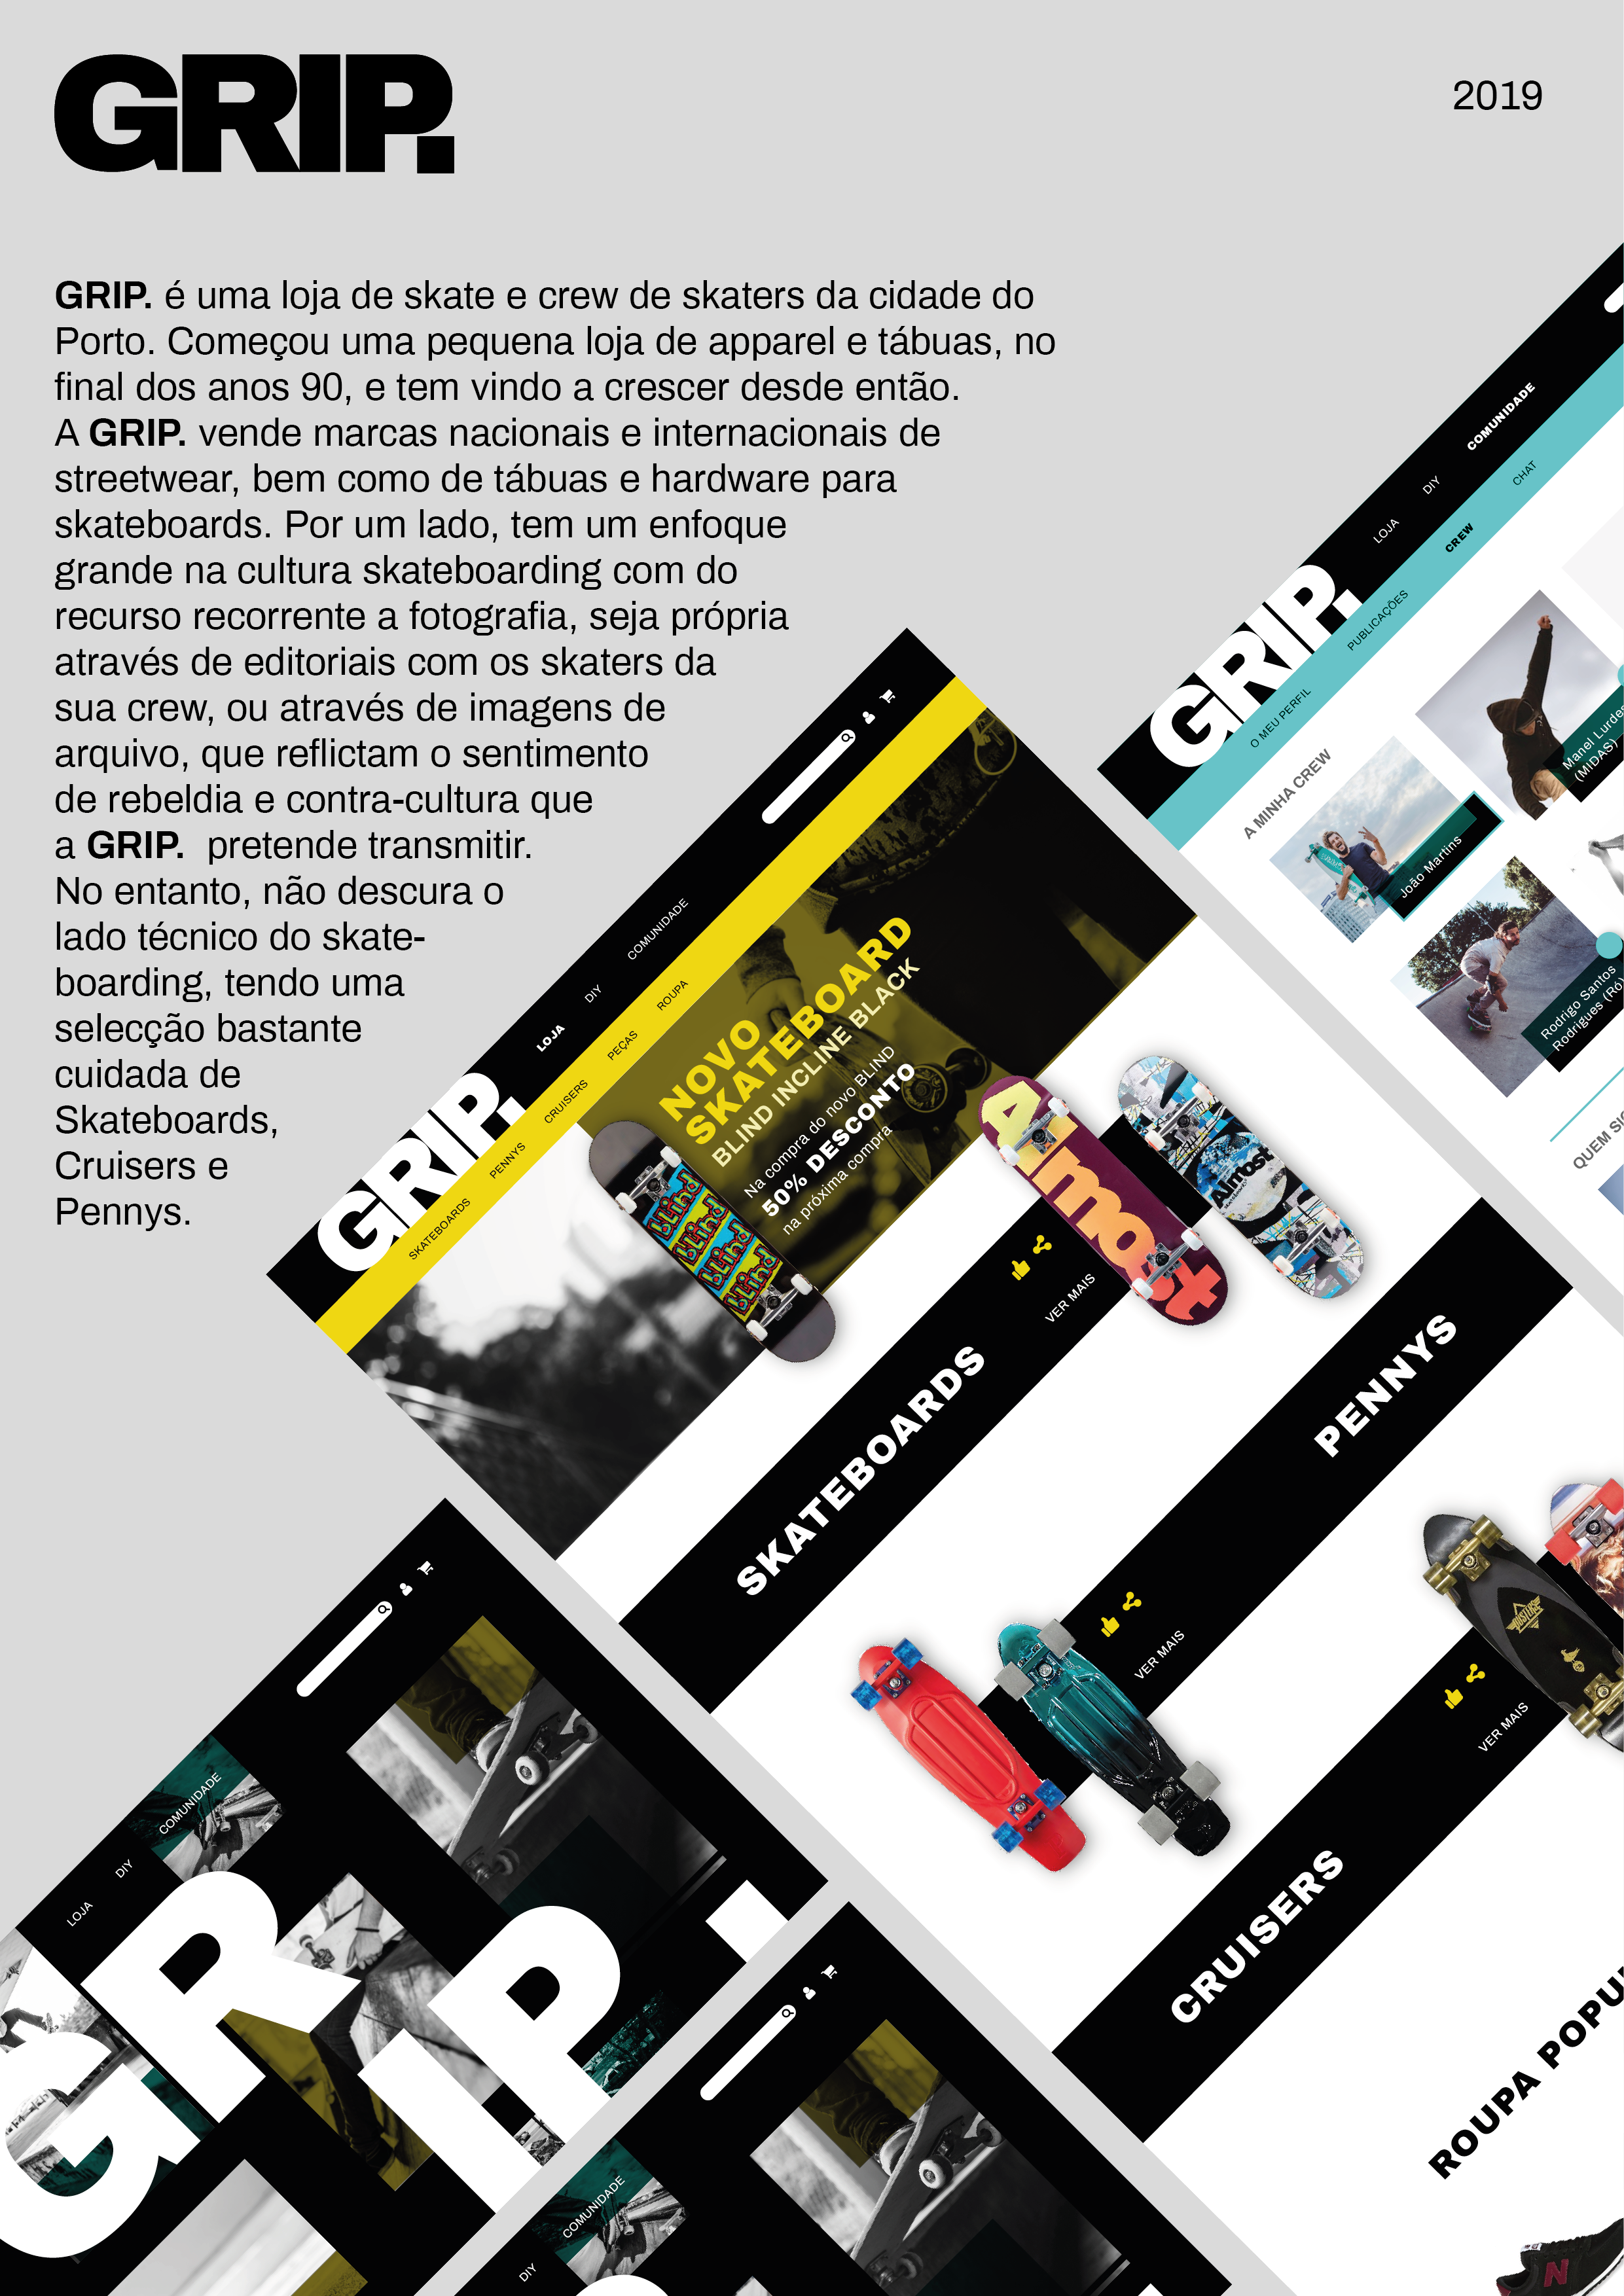 GRIP.
2019
GRIP. é uma loja de skate e crew de skaters da cidade do
Porto. Começou uma pequena loja de apparel e tábuas, no
final dos anos 90, e tem vindo a crescer desde então.
A GRIP. vende marcas nacionais e internacionais de
streetwear, bem como de tábuas e hardware para
skateboards. Por um lado, tem um enfoque
grande na cultura skateboarding com do
recurso recorrente a fotografia, seja própria
através de editoriais com os skaters da
sua crew, ou através de imagens de
arquivo, que reflictam o sentimento
de rebeldia e contra-cultura que
a GRIP. pretende transmitir.
No entanto, não descura o
lado técnico do skate-
boarding, tendo uma
selecção bastante
cuidada de
Skateboards,
Cruisers e
Pennys.
GRIP.
LOJA
DIY
COMUNIDADE
O MEU PERFIL
PUBLICAÇÕES
CREW
CHAT
A MINHA CREW
João Martins
Manel Lurdes
(MIDAS)
Rodrigo Santos
Rodrigues (Ró)
QUEM
GRIP.
LOJA
DIY
COMUNIDADE
SKATEBOARDS
PENNYS
CRUISERS
PEÇAS
ROUPA
NOVO
SKATEBOARD
BLIND INCLINE BLACK
Na compra do novo BLIND
50% DESCONTO
na próxima compra
blind
blind
blind
blind
Almost
Almost
SKATEBOARDS
VER MAIS
PENNYS
VER MAIS
CRUISERS
VER MAIS
DUSTERS
ROUPA POPU
N
LOJA
DIY
COMUNIDADE
GR
IP.
DIY
COMUNIDADE